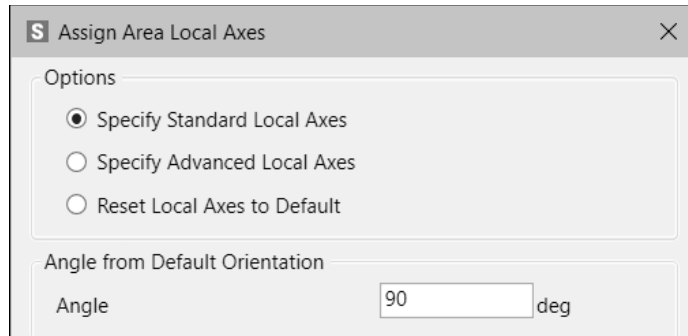 S Assign Area Local Axes
Options
Specify Standard Local Axes
Specify Advanced Local Axes
Reset Local Axes to Default
Angle from Default Orientation
Angle 90 deg